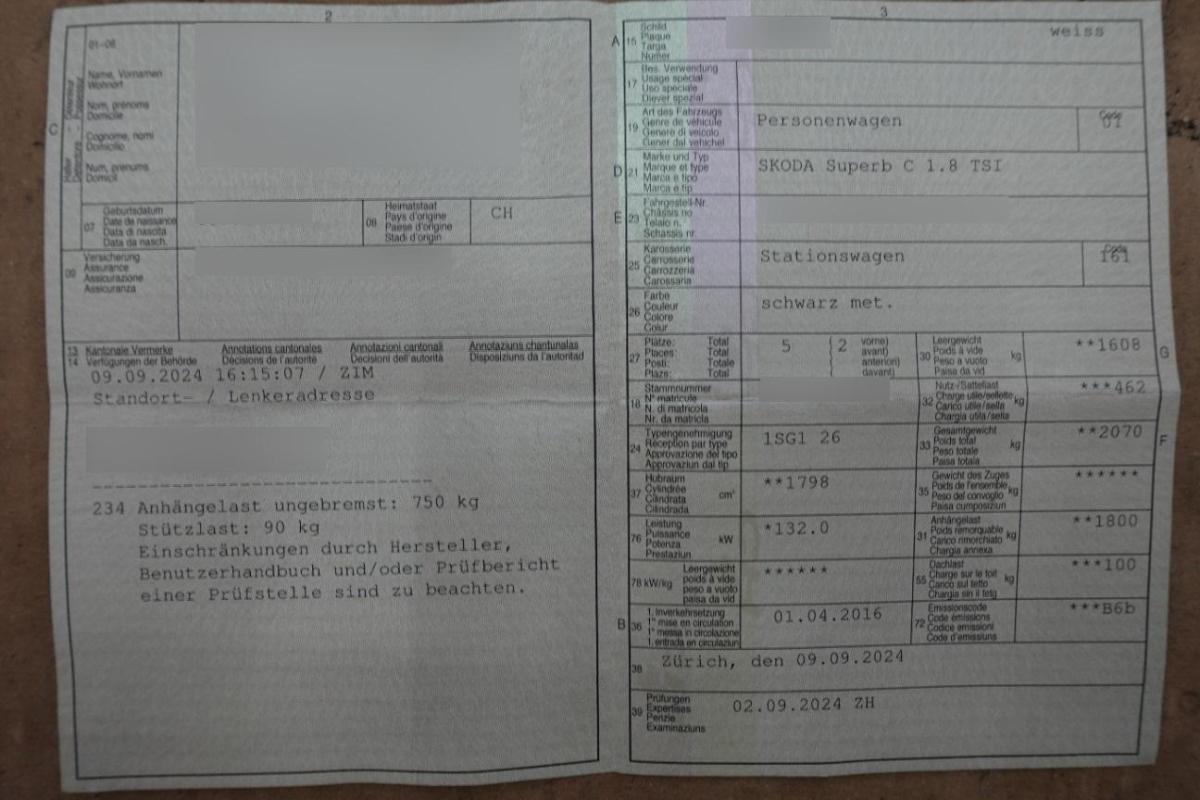 2
01-06
C
Name, Vornamen
Wohnort
Nom, prénoms
Domicile
Cognome, nomi
Domicilio
Num, prenums
Domicil
07
Geburtsdatum
Date de naissance
Data di nascita
Data da nasch.
08
Heimatstaat
Pays d'origine
Paese d'origine
Stadi d'origin
CH
09
Versicherung
Assurance
Assicurazione
Assicuranza
13 Kantonale Vermerke Annotations cantonales Annotazioni cantonali Annotaziuns chantunalas
14 Verfügungen der Behörde Décisions de l'autorité Decisioni dell'autorità Disposiziuns da l'autoritad
09.09.2024 16:15:07 / ZIM
Standort- / Lenkeradresse
234 Anhängelast ungebremst: 750 kg
Stützlast: 90 kg
Einschränkungen durch Hersteller,
Benutzerhandbuch und/oder Prüfbericht
einer Prüfstelle sind zu beachten.
3
A 15
Schild
Plaque
Targa
Numer
weiss
17
Bes. Verwendung
Usage spécial
Uso speciale
Diever spezial
19
Art des Fahrzeugs
Genre de véhicule
Genere di veicolo
Gener dal vehichel
Personenwagen
Code
01
D 21
Marke und Typ
Marque et type
Marca e tipo
Marca e tip
SKODA Superb C 1.8 TSI
E 23
Fahrgestell-Nr.
Châssis no
Telaio n.
Schassis nr.
25
Karosserie
Carrosserie
Carrozzeria
Carossaria
Stationswagen
Code
161
26
Farbe
Couleur
Colore
Colur
schwarz met.
27
Plätze: Total
Places: Total
Posti: Totale
Plazs: Total
5
( 2 vorne)
( avant)
( anteriori)
( davant)
30
Leergewicht
Poids à vide
Peso a vuoto
Paisa da vid
kg
**1608
G
18
Stammnummer
N° matricule
N. di matricola
Nr. da matricla
32
Nutz-/Sattellast
Charge utile/sellette
Carico utile/sella
Chargia utila/sella
kg
***462
24
Typengenehmigung
Réception par type
Approvazione del tipo
Approvaziun dal tip
1SG1 26
33
Gesamtgewicht
Poids total
Peso totale
Paisa totala
kg
**2070
F
37
Hubraum
Cylindrée
Cilindrata
Cilindrada
cm³
**1798
35
Gewicht des Zuges
Poids de l'ensemble
Peso del convoglio
Paisa cumposiziun
kg
******
76
Leistung
Puissance
Potenza
Prestaziun
kW
*132.0
31
Anhängelast
Poids remorquable
Carico rimorchiato
Chargia annexa
kg
**1800
78 kW/kg
Leergewicht
poids à vide
peso a vuoto
paisa da vid
******
55
Dachlast
Charge sur le toit
Carico sul tetto
Chargia sin il tetg
kg
***100
B 36
1. Inverkehrsetzung
1re mise en circulation
1a messa in circolazione
1. entrada en circulaziun
01.04.2016
72
Emissionscode
Code émissions
Codice emissioni
Code d'emissiuns
***B6b
38
Zürich, den 09.09.2024
39
Prüfungen
Expertises
Perizie
Examinaziuns
02.09.2024 ZH